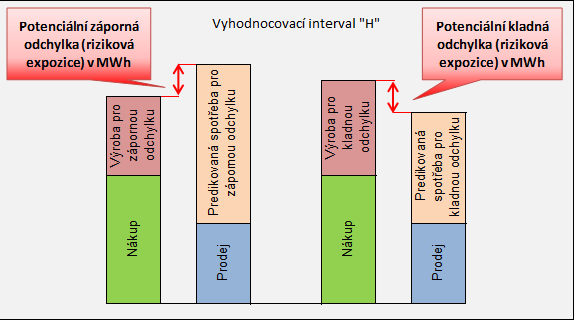 Potenciální záporná
odchylka (riziková
expozice) v MWh
Vyhodnocovací interval "H"
Potenciální kladná
odchylka (riziková
expozice) v MWh
Výroba pro
zápornou
odchylku
Nákup
Predikovaná spotřeba pro
zápornou odchylku
Prodej
Výroba pro
kladnou
odchylku
Nákup
Predikovaná
spotřeba pro
kladnou odchylku
Prodej